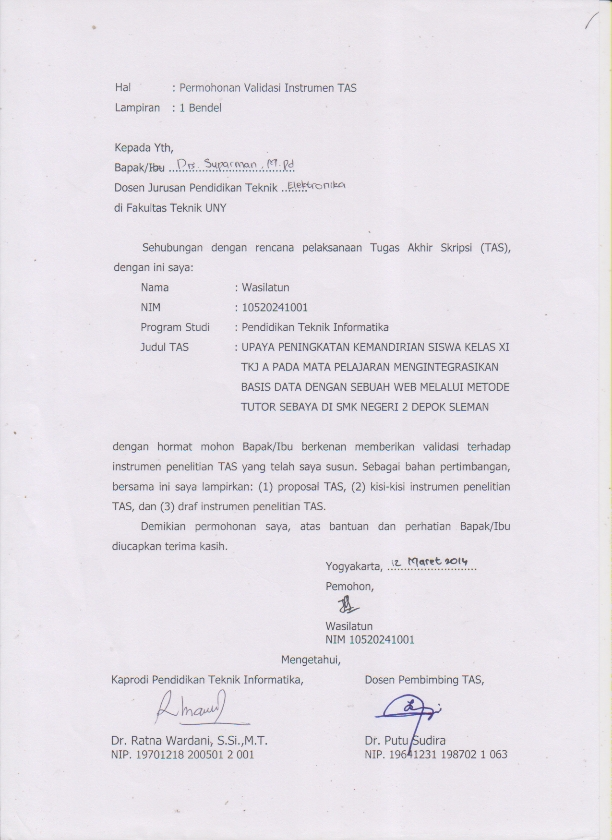 Hal : Permohonan Validasi Instrumen TAS
Lampiran : 1 Bendel
Kepada Yth,
Bapak/Ibu Drs. Suparman . M. Pd
Dosen Jurusan Pendidikan Teknik Elektronika
di Fakultas Teknik UNY
Sehubungan dengan rencana pelaksanaan Tugas Akhir Skripsi (TAS),
dengan ini saya:
Nama : Wasilatun
NIM : 10520241001
Program Studi : Pendidikan Teknik Informatika
Judul TAS : UPAYA PENINGKATAN KEMANDIRIAN SISWA KELAS XI
TKJ A PADA MATA PELAJARAN MENGINTEGRASIKAN
BASIS DATA DENGAN SEBUAH WEB MELALUI METODE
TUTOR SEBAYA DI SMK NEGERI 2 DEPOK SLEMAN
dengan hormat mohon Bapak/Ibu berkenan memberikan validasi terhadap
instrumen penelitian TAS yang telah saya susun. Sebagai bahan pertimbangan,
bersama ini saya lampirkan: (1) proposal TAS, (2) kisi-kisi instrumen penelitian
TAS, dan (3) draf instrumen penelitian TAS.
Demikian permohonan saya, atas bantuan dan perhatian Bapak/Ibu
diucapkan terima kasih.
Yogyakarta, 12 Maret 2014
Pemohon,
Wasilatun
NIM 10520241001
Mengetahui,
Kaprodi Pendidikan Teknik Informatika, Dosen Pembimbing TAS,
Dr. Ratna Wardani, S.Si.,M.T. Dr. Putu Sudira
NIP. 19701218 200501 2 001 NIP. 19641231 198702 1 063